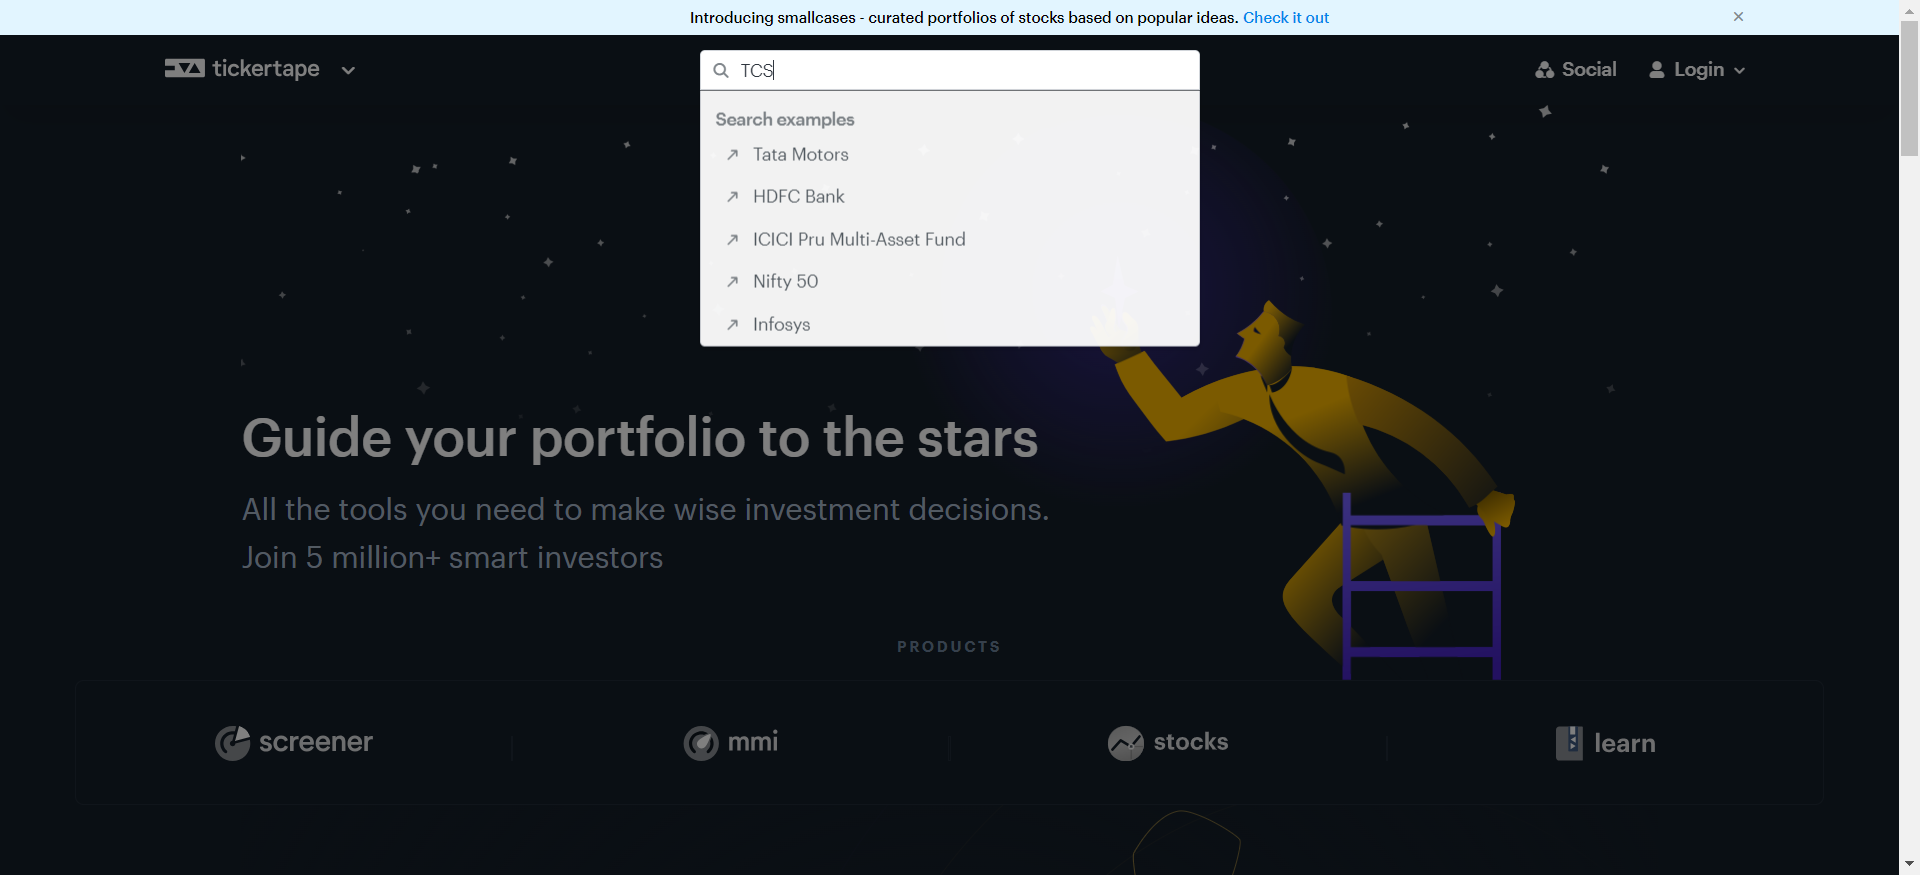 Introducing smallcases - curated portfolios of stocks based on popular ideas. Check it out
tickertape
TCS
Social
Login
Search examples
Tata Motors
HDFC Bank
ICICI Pru Multi-Asset Fund
Nifty 50
Infosys
Guide your portfolio to the stars
All the tools you need to make wise investment decisions.
Join 5 million+ smart investors
PRODUCTS
screener
mmi
stocks
learn